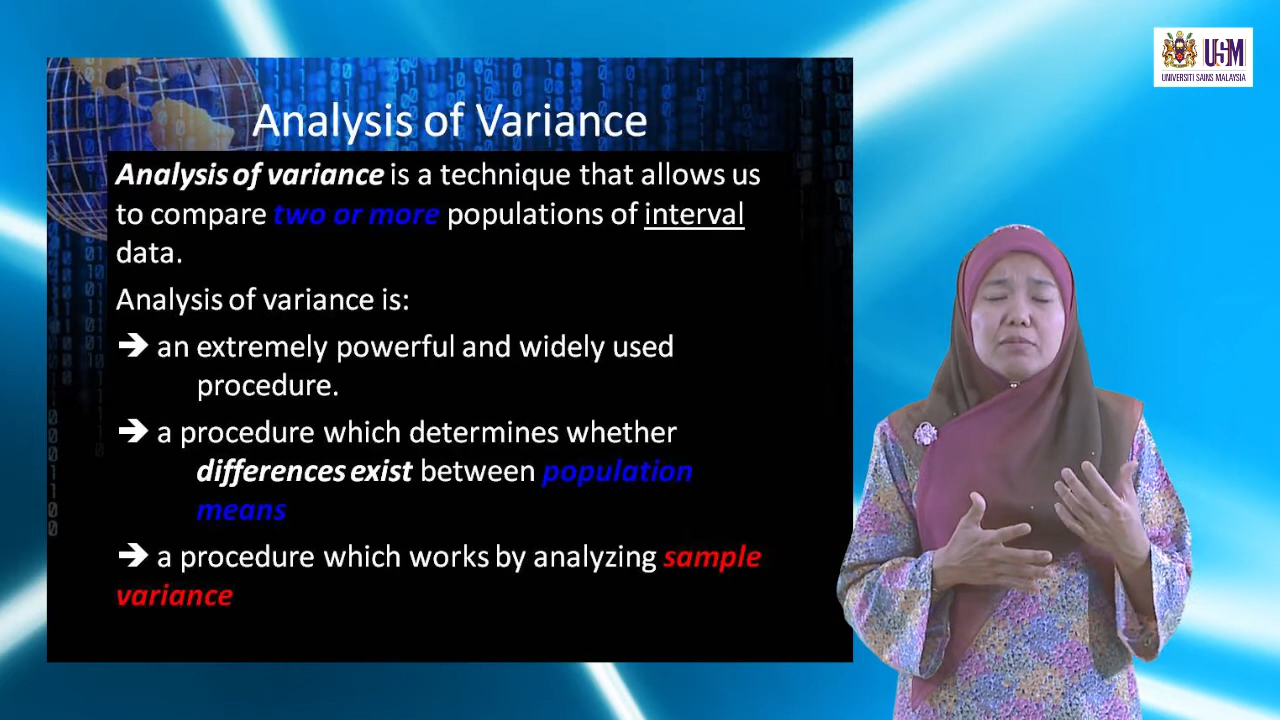 USM
UNIVERSITI SAINS MALAYSIA
Analysis of Variance
Analysis of variance is a technique that allows us
to compare two or more populations of interval
data.
Analysis of variance is:
➔ an extremely powerful and widely used
procedure.
➔ a procedure which determines whether
differences exist between population
means
➔ a procedure which works by analyzing sample
variance